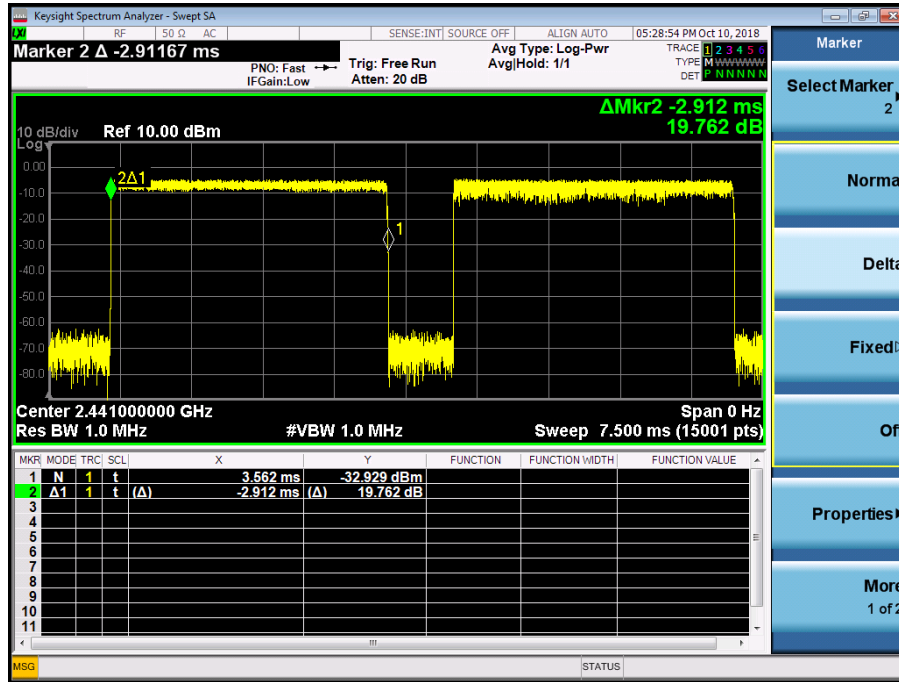 Keysight Spectrum Analyzer - Swept SA
LXI RF 50 Ω AC SENSE:INT SOURCE OFF ALIGN AUTO 05:28:54 PM Oct 10, 2018
Marker 2 Δ -2.91167 ms
PNO: Fast
IFGain:Low
Trig: Free Run
Atten: 20 dB
Avg Type: Log-Pwr
Avg|Hold: 1/1
TRACE 1 2 3 4 5 6
TYPE M W W W W W
DET P N N N N N
ΔMkr2 -2.912 ms
19.762 dB
10 dB/div Ref 10.00 dBm
Log
0.00
-10.0
-20.0
-30.0
-40.0
-50.0
-60.0
-70.0
-80.0
2Δ1
1
Center 2.441000000 GHz Span 0 Hz
Res BW 1.0 MHz #VBW 1.0 MHz Sweep 7.500 ms (15001 pts)
MKR MODE TRC SCL X Y FUNCTION FUNCTION WIDTH FUNCTION VALUE
1 N 1 t 3.562 ms -32.929 dBm
2 Δ1 1 t (Δ) -2.912 ms (Δ) 19.762 dB
3
4
5
6
7
8
9
10
11
MSG STATUS
Marker
Select Marker
2
Norma
Delta
Fixed
Of
Properties
More
1 of 2